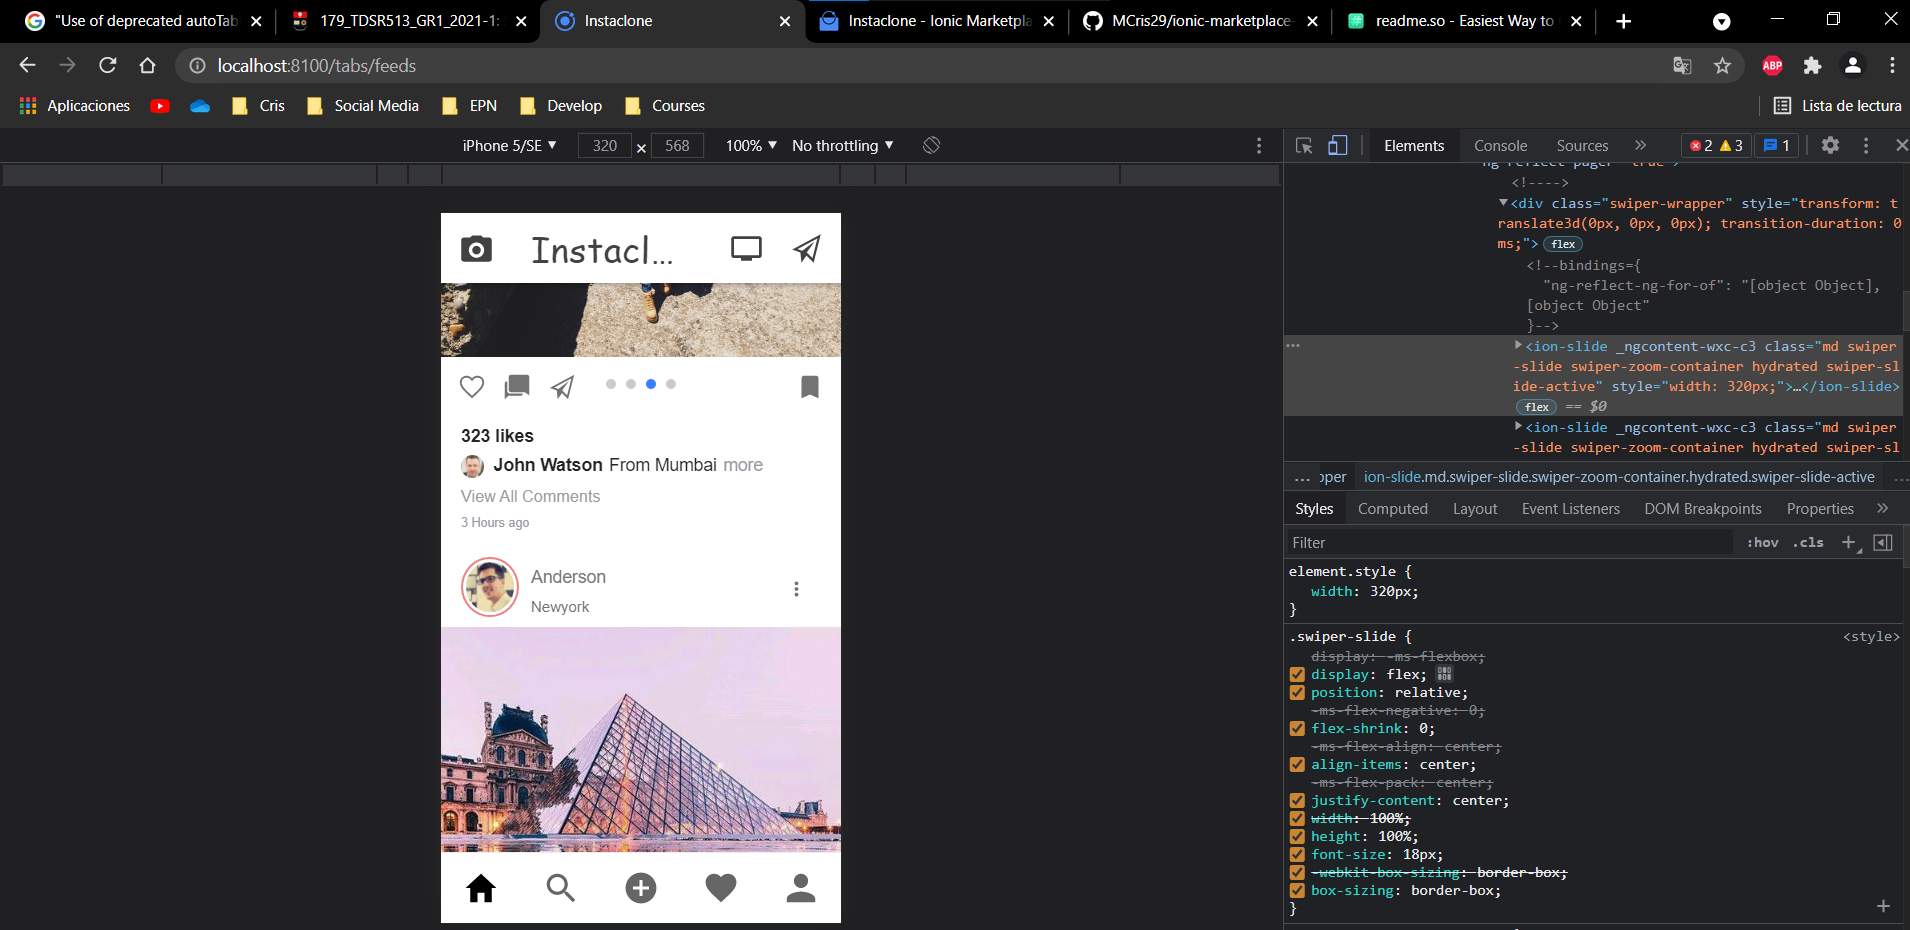 "Use of deprecated autoTab
179_TDSR513_GR1_2021-1:
Instaclone
Instaclone - Ionic Marketpla
MCris29/ionic-marketplace-
readme.so - Easiest Way to
localhost:8100/tabs/feeds
ABP
Aplicaciones
Cris
Social Media
EPN
Develop
Courses
Lista de lectura
iPhone 5/SE ▼
320 × 568
100% ▼
No throttling ▼
Elements
Console
Sources
»
2
3
1
Instacl...
323 likes
John Watson From Mumbai more
View All Comments
3 Hours ago
Anderson
Newyork
ng-reflect-pager="true">
<!---->
▼<div class="swiper-wrapper" style="transform: t
ranslate3d(0px, 0px, 0px); transition-duration: 0
ms;"> flex
<!--bindings={
"ng-reflect-ng-for-of": "[object Object],
[object Object"
}-->
▶<ion-slide _ngcontent-wxc-c3 class="md swiper
-slide swiper-zoom-container hydrated swiper-sl
ide-active" style="width: 320px;">…</ion-slide>
flex == $0
▶<ion-slide _ngcontent-wxc-c3 class="md swiper
-slide swiper-zoom-container hydrated swiper-sl
... pper ion-slide.md.swiper-slide.swiper-zoom-container.hydrated.swiper-slide-active ...
Styles
Computed
Layout
Event Listeners
DOM Breakpoints
Properties
»
Filter
:hov .cls +
element.style {
width: 320px;
}
.swiper-slide { <style>
display: -ms-flexbox;
display: flex;
position: relative;
-ms-flex-negative: 0;
flex-shrink: 0;
-ms-flex-align: center;
align-items: center;
-ms-flex-pack: center;
justify-content: center;
width: 100%;
height: 100%;
font-size: 18px;
-webkit-box-sizing: border-box;
box-sizing: border-box;
}